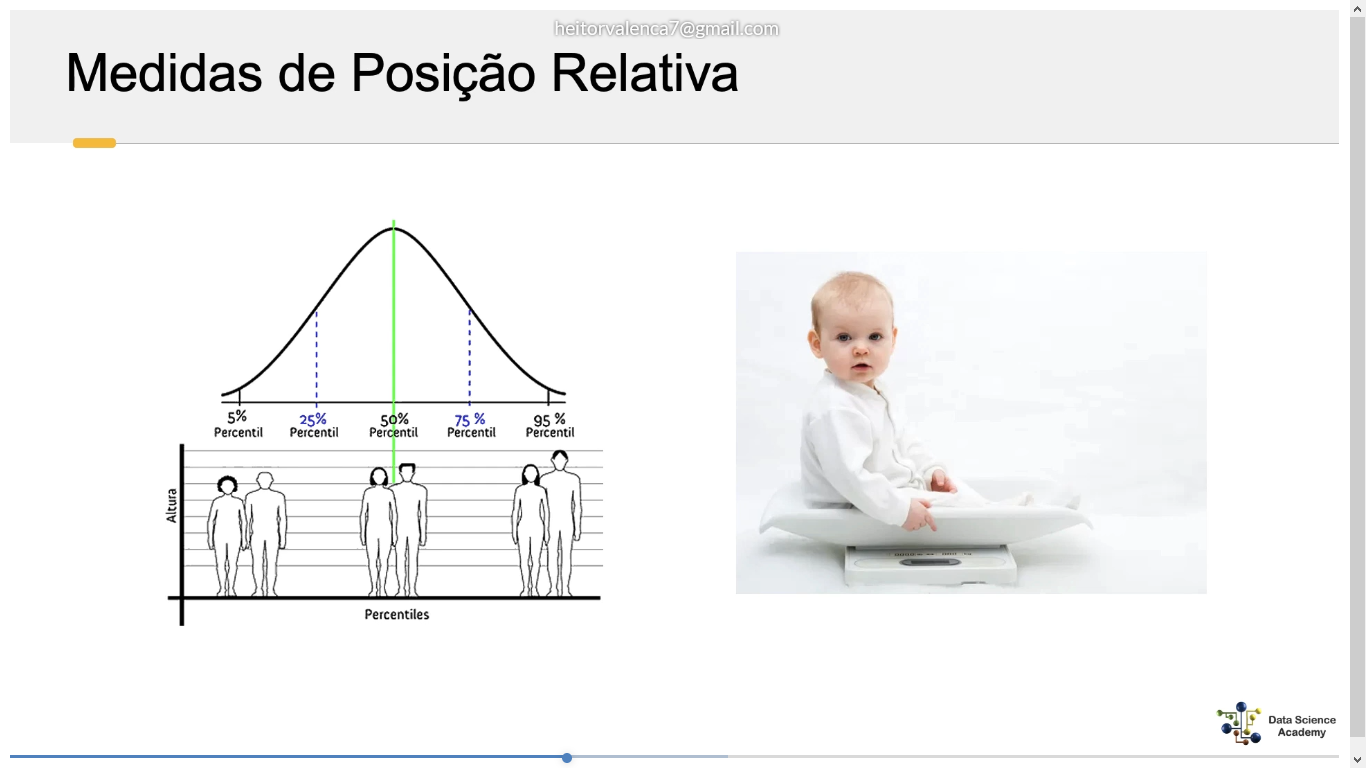 heitorvalenca7@gmail.com
Medidas de Posição Relativa
5% 25% 50% 75 % 95 %
Percentil Percentil Percentil Percentil Percentil
Altura
Percentiles
Data Science
Academy